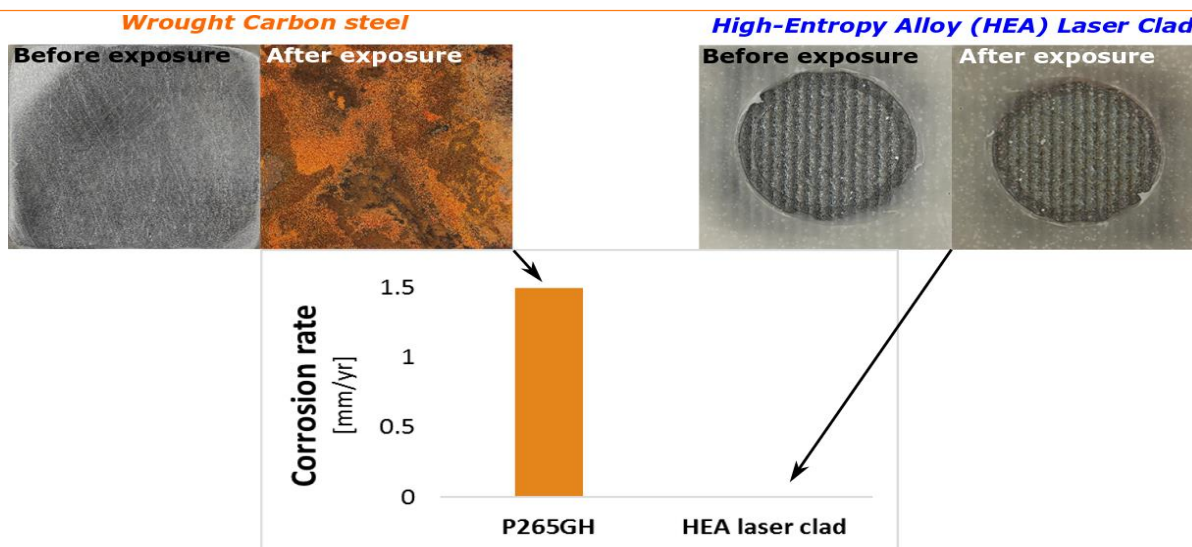 Wrought Carbon steel
High-Entropy Alloy (HEA) Laser Clad
Before exposure
After exposure
Before exposure
After exposure
Corrosion rate
[mm/yr]
1.5
1
0.5
0
P265GH
HEA laser clad